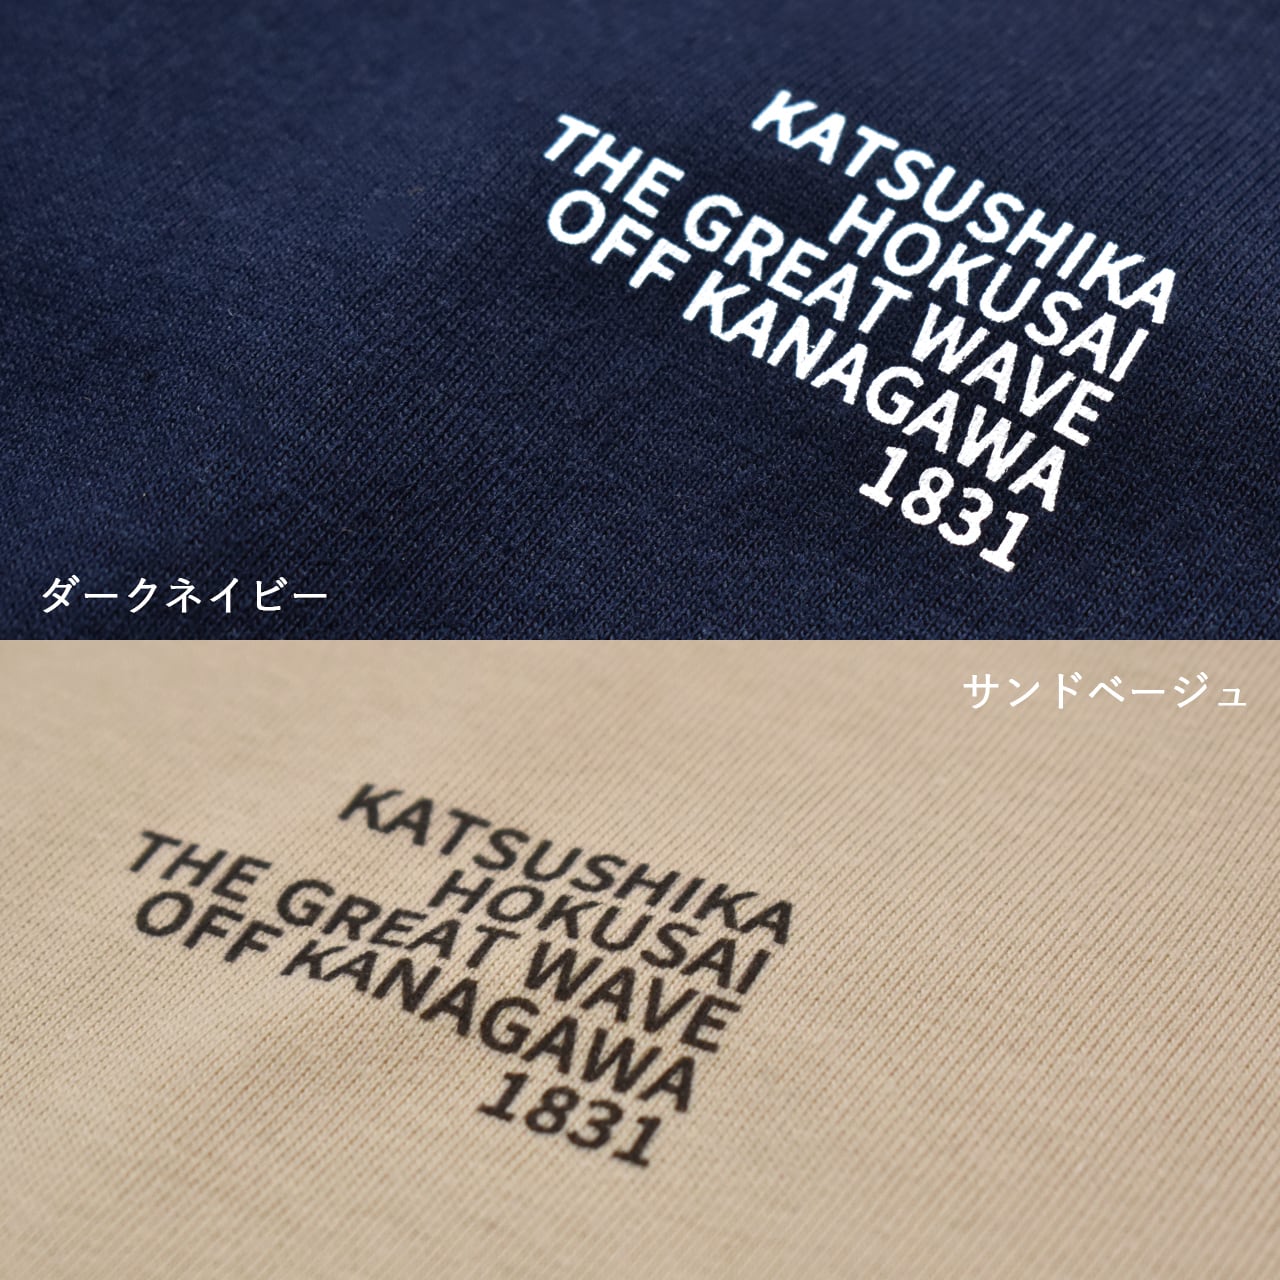 KATSUSHIKA
HOKUSAI
THE GREAT WAVE
OFF KANAGAWA
1831
ダークネイビー
サンドベージュ
KATSUSHIKA
HOKUSAI
THE GREAT WAVE
OFF KANAGAWA
1831